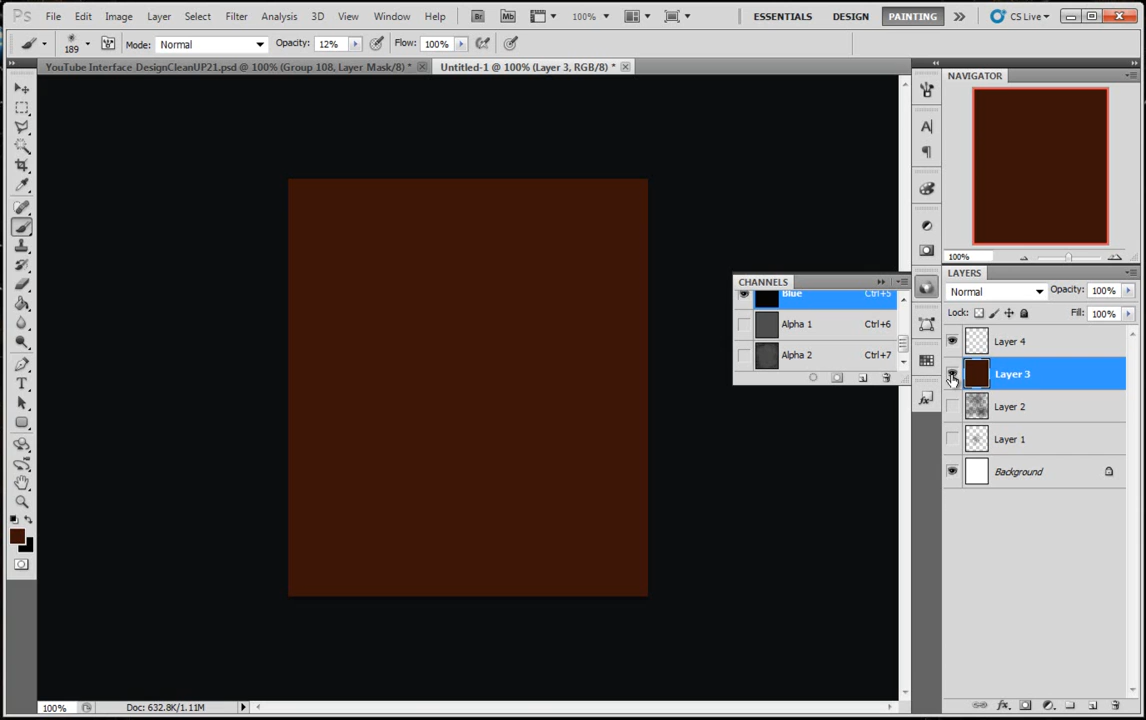 Ps File Edit Image Layer Select Filter Analysis 3D View Window Help Br Mb 100% ESSENTIALS DESIGN PAINTING CS Live
189 Mode: Normal Opacity: 12% Flow: 100%
YouTube Interface DesignCleanUP21.psd @ 100% (Group 108, Layer Mask/8) * Untitled-1 @ 100% (Layer 3, RGB/8) *
NAVIGATOR
100%
LAYERS
Normal Opacity: 100%
Lock: Fill: 100%
Layer 4
Layer 3
Layer 2
Layer 1
Background
CHANNELS
Blue Ctrl+5
Alpha 1 Ctrl+6
Alpha 2 Ctrl+7
100% Doc: 632.8K/1.11M